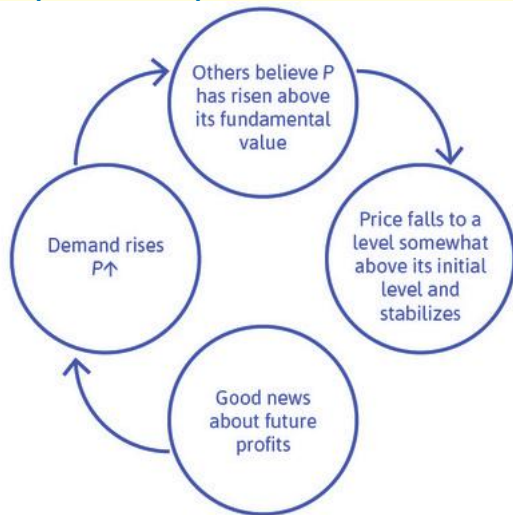 Others believe P
has risen above
its fundamental
value
Demand rises
P↑
Price falls to a
level somewhat
above its initial
level and
stabilizes
Good news
about future
profits